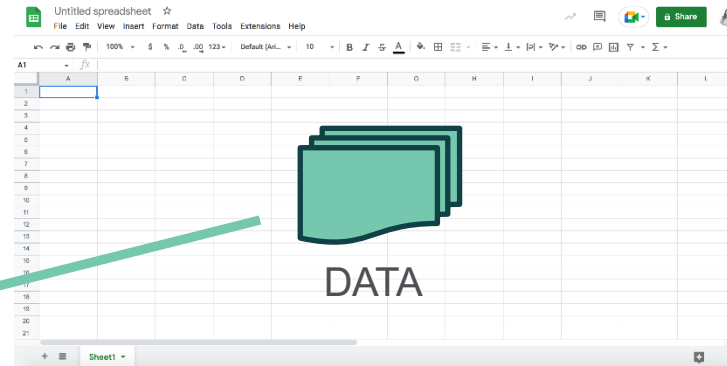 Untitled spreadsheet
File Edit View Insert Format Data Tools Extensions Help
Share
100% $ % .0 .00 123 Default (Ari... 10 B I S A
A1 fx
A B C D E F G H I J K L
1
2
3
4
5
6
7
8
9
10
11
12
13
14
15
16
17
18
19
20
21
DATA
Sheet1